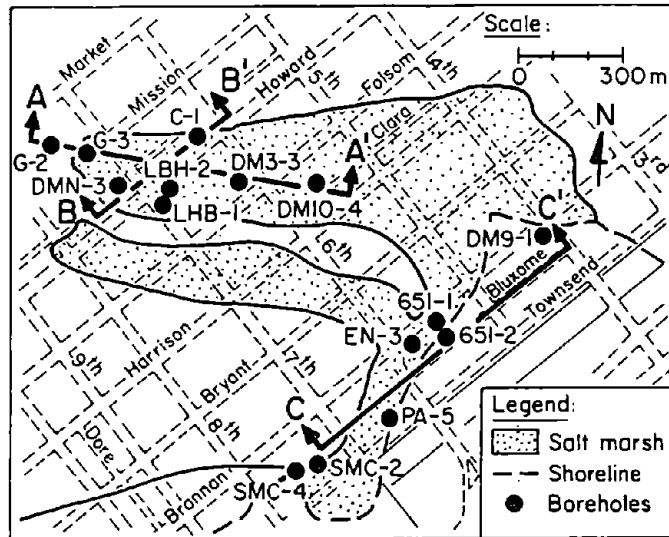 Scale:
0
300 m
Market
Mission
Howard
5th
Folsom
4th
3rd
N
A
B'
C-1
G-2
G-3
Clara
LBH-2
DM3-3
A'
DMN-3
B
LHB-1
DM10-4
6th
C'
DM9-1
Bluxome
Townsend
651-1
651-2
EN-3
9th
Harrison
Bryant
7th
C
PA-5
8th
Dore
Brannan
SMC-4
SMC-2
Legend:
Salt marsh
Shoreline
Boreholes